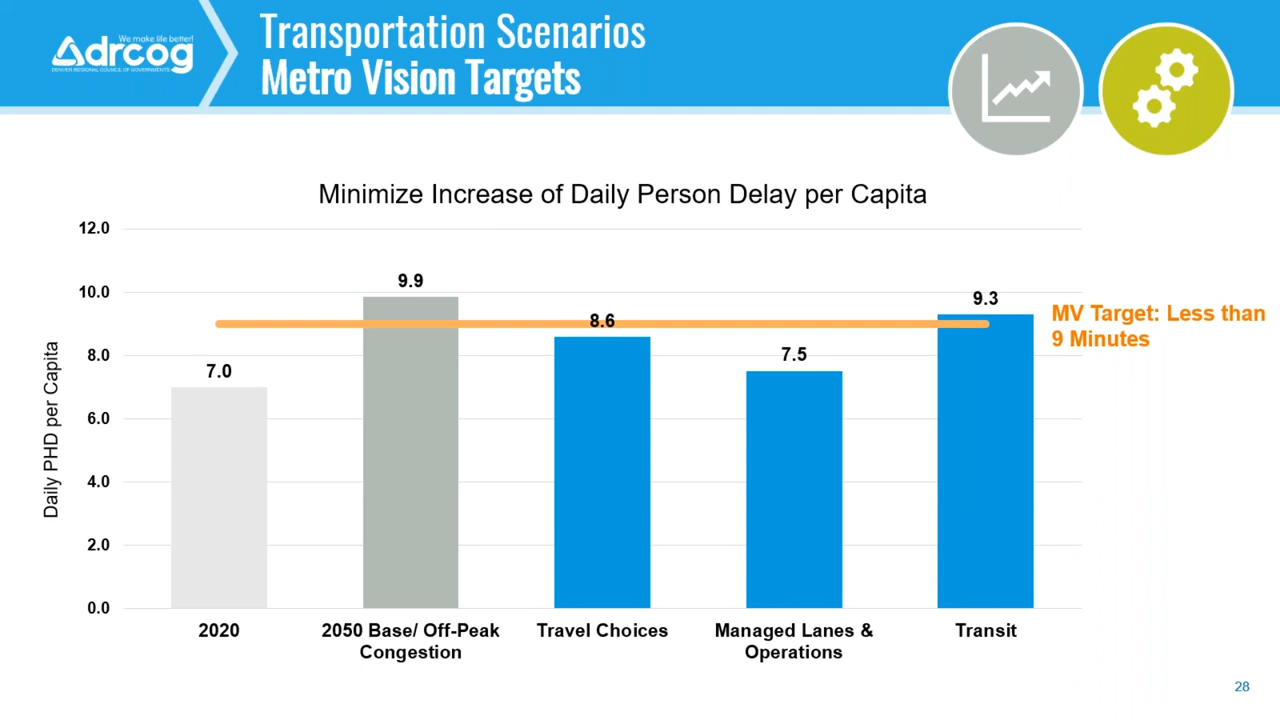 We make life better!
drcog
DENVER REGIONAL COUNCIL OF GOVERNMENTS
Transportation Scenarios
Metro Vision Targets
Minimize Increase of Daily Person Delay per Capita
12.0
10.0
8.0
6.0
4.0
2.0
0.0
Daily PHD per Capita
7.0
9.9
8.6
7.5
9.3
MV Target: Less than
9 Minutes
2020
2050 Base/ Off-Peak
Congestion
Travel Choices
Managed Lanes &
Operations
Transit
28